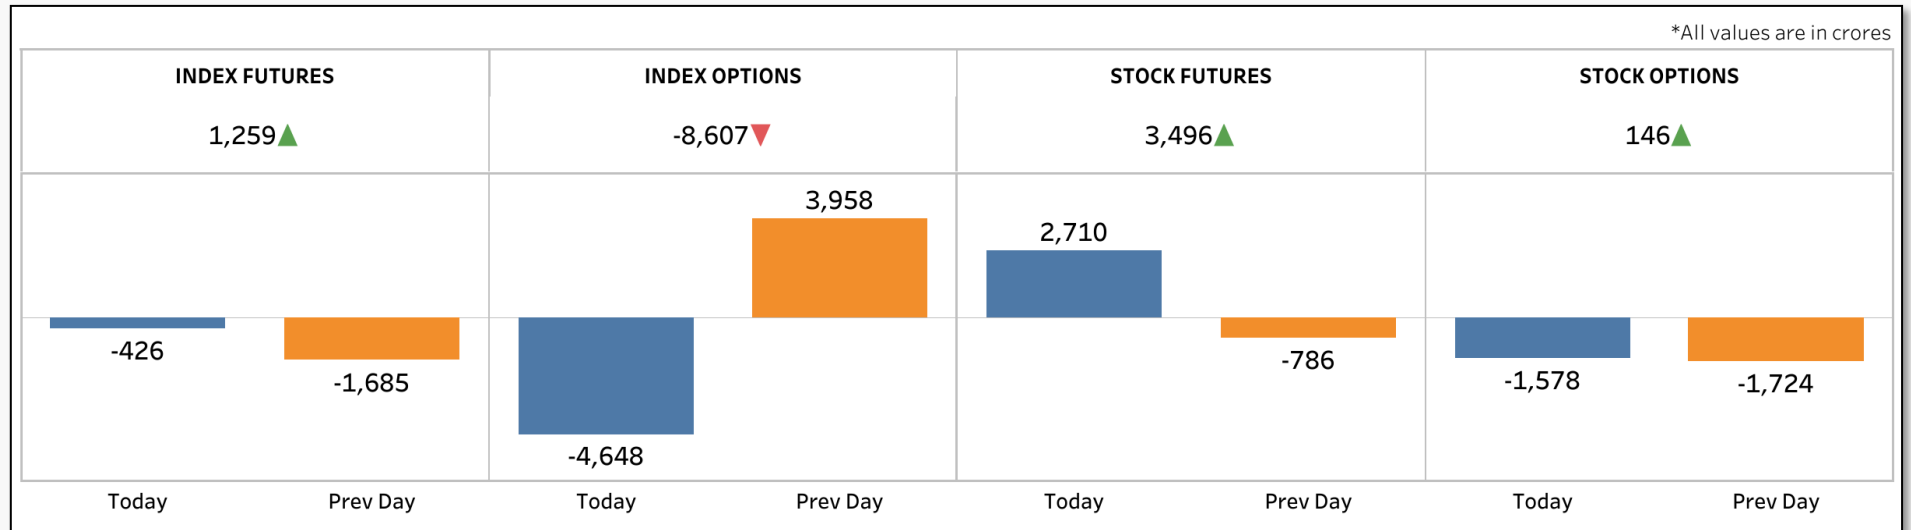 *All values are in crores
INDEX FUTURES
1,259
INDEX OPTIONS
-8,607
STOCK FUTURES
3,496
STOCK OPTIONS
146
-426
-1,685
Today
Prev Day
-4,648
3,958
Today
Prev Day
2,710
-786
Today
Prev Day
-1,578
-1,724
Today
Prev Day